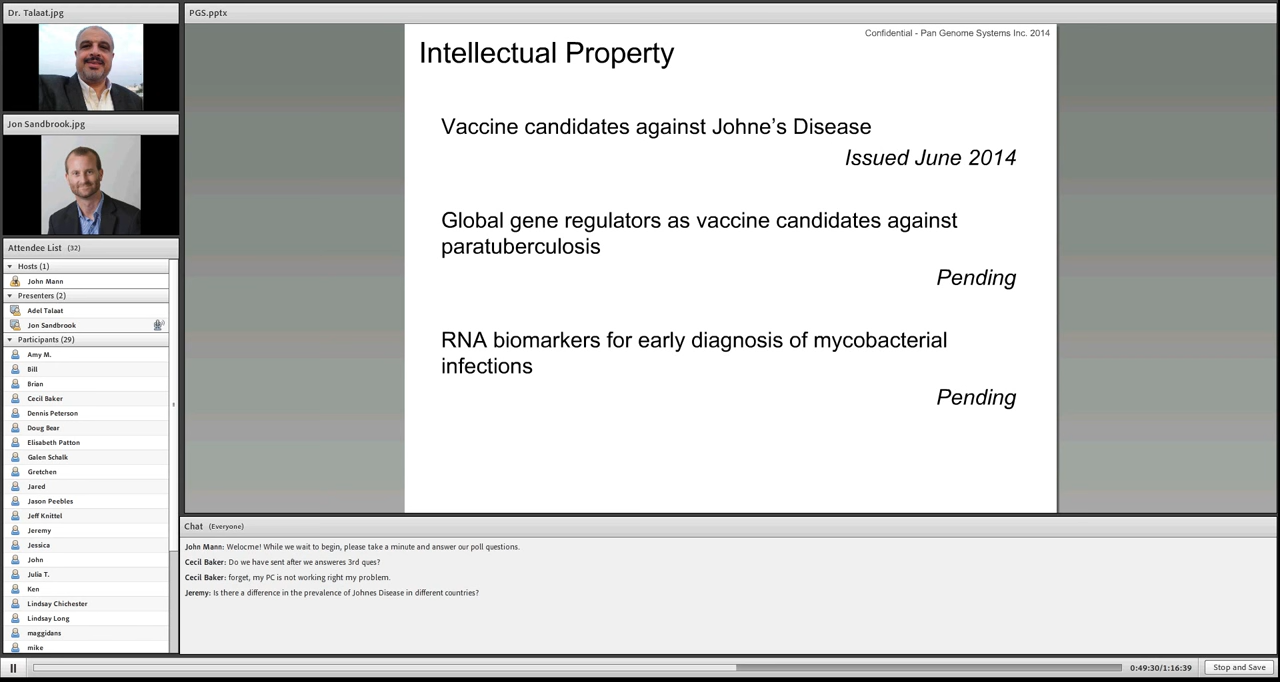 Dr. Talaat.jpg
Jon Sandbrook.jpg
Attendee List (32)
Hosts (1)
John Mann
Presenters (2)
Adel Talaat
Jon Sandbrook
Participants (29)
Amy M.
Bill
Brian
Cecil Baker
Dennis Peterson
Doug Bear
Elisabeth Patton
Galen Schalk
Gretchen
Jared
Jason Peebles
Jeff Knittel
Jeremy
Jessica
John
Julia T.
Ken
Lindsay Chichester
Lindsay Long
maggidans
mike
PGS.pptx
Confidential - Pan Genome Systems Inc. 2014
Intellectual Property
Vaccine candidates against Johne’s Disease
Issued June 2014
Global gene regulators as vaccine candidates against
paratuberculosis
Pending
RNA biomarkers for early diagnosis of mycobacterial
infections
Pending
Chat (Everyone)
John Mann: Welocme! While we wait to begin, please take a minute and answer our poll questions.
Cecil Baker: Do we have sent after we answeres 3rd ques?
Cecil Baker: forget, my PC is not working right my problem.
Jeremy: Is there a difference in the prevalence of Johnes Disease in different countries?
0:49:30/1:16:39
Stop and Save